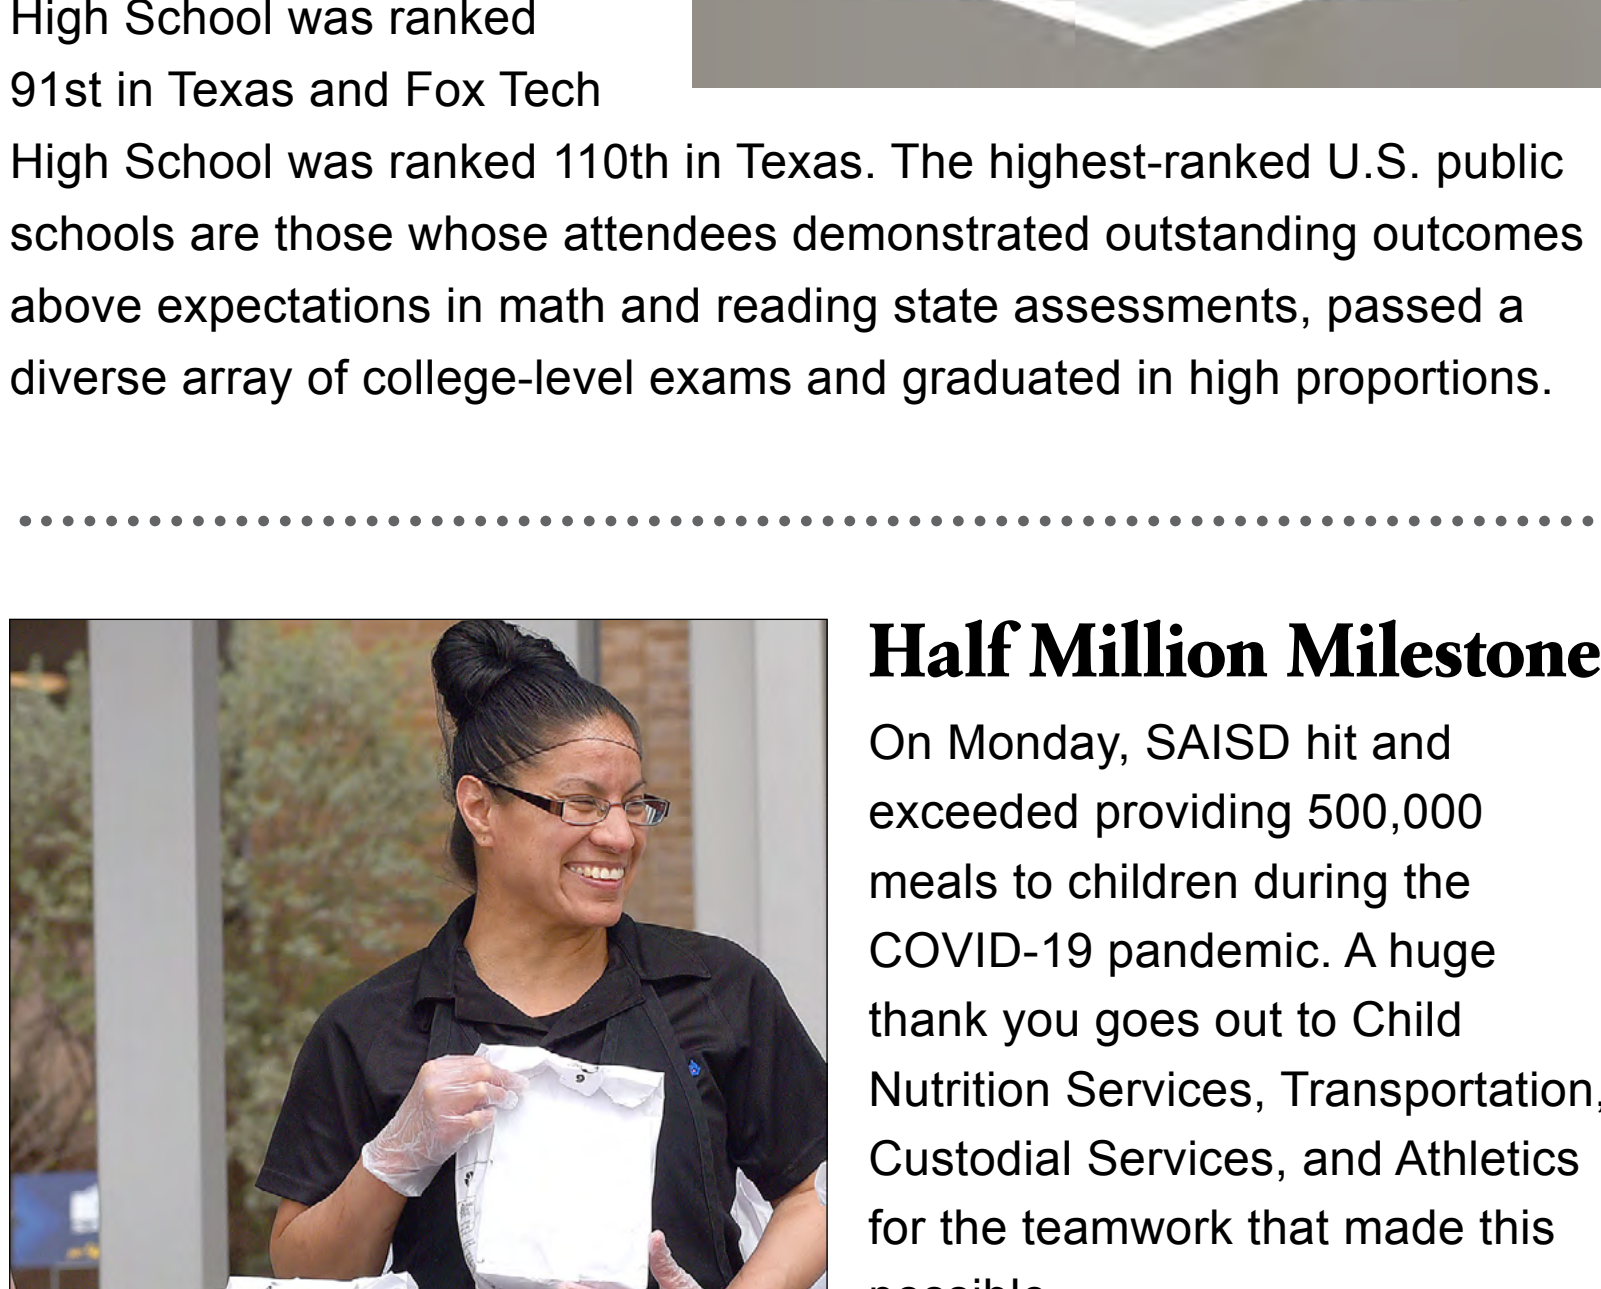 High School was ranked
91st in Texas and Fox Tech
High School was ranked 110th in Texas. The highest-ranked U.S. public
schools are those whose attendees demonstrated outstanding outcomes
above expectations in math and reading state assessments, passed a
diverse array of college-level exams and graduated in high proportions.
Half Million Milestone
On Monday, SAISD hit and
exceeded providing 500,000
meals to children during the
COVID-19 pandemic. A huge
thank you goes out to Child
Nutrition Services, Transportation,
Custodial Services, and Athletics
for the teamwork that made this
possible